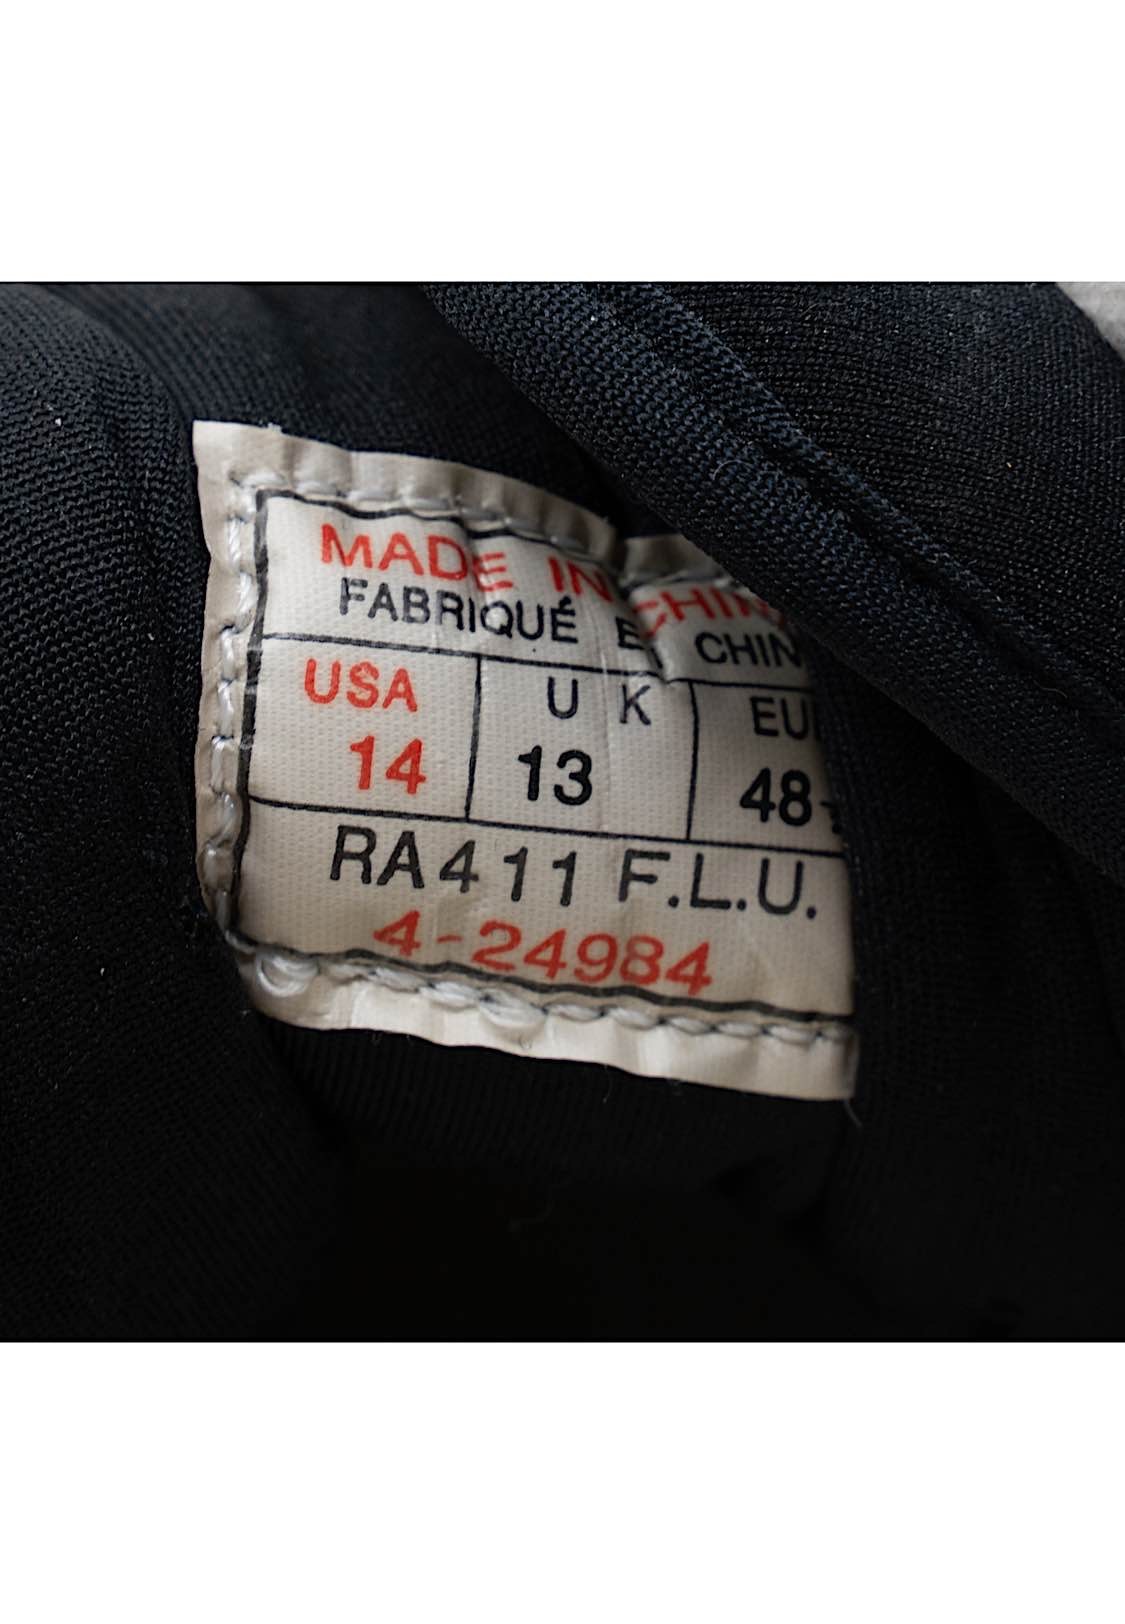 MADE IN CHIN
FABRIQUÉ E CHIN
USA U K EU
14 13 48
RA411 F.L.U.
4-24984